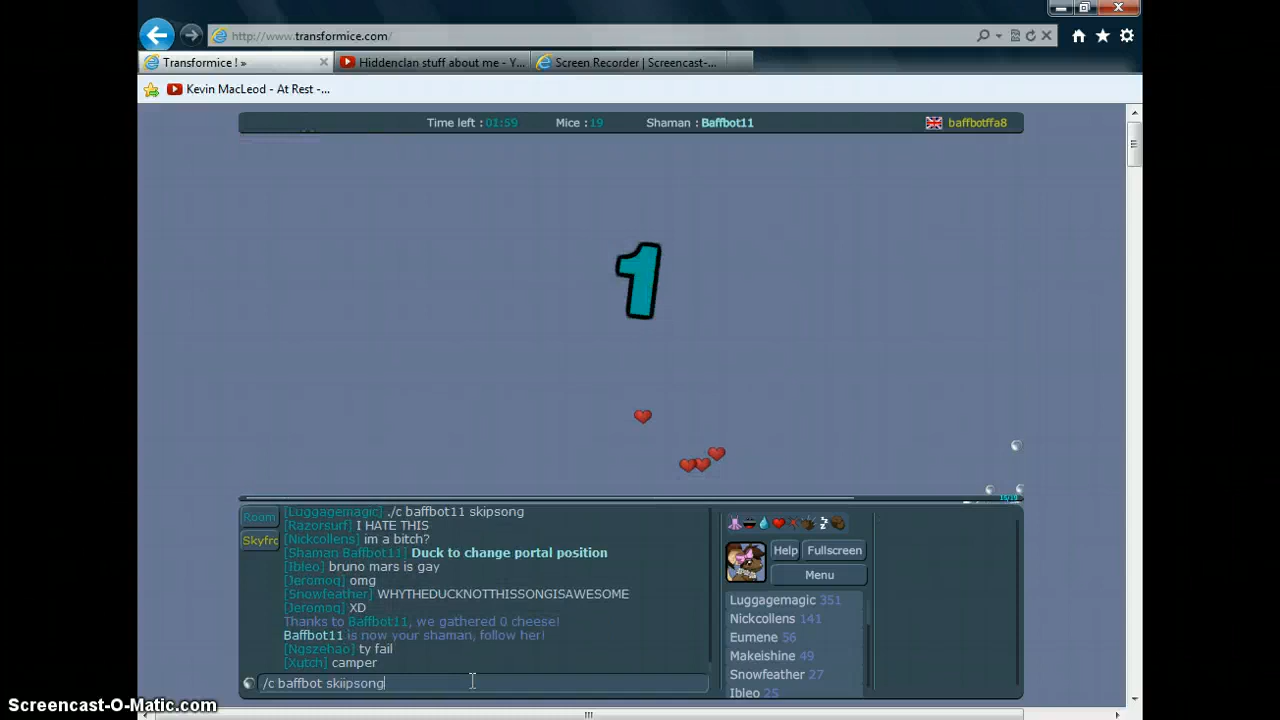 http://www.transformice.com/
Transformice ! »
Hiddenclan stuff about me - Y...
Screen Recorder | Screencast-...
Kevin MacLeod - At Rest -...
Time left : 01:59
Mice : 19
Shaman : Baffbot11
baffbotffa8
1
Room
Skyfro
[Luggagemagic] ./c baffbot11 skipsong
[Razorsurf] I HATE THIS
[Nickcollens] im a bitch?
[Shaman Baffbot11] Duck to change portal position
[Ibleo] bruno mars is gay
[Jeromoq] omg
[Snowfeather] WHYTHEDUCKNOTTHISSONGISAWESOME
[Jeromoq] XD
Thanks to Baffbot11, we gathered 0 cheese!
Baffbot11 is now your shaman, follow her!
[Ngszehao] ty fail
[Xutch] camper
/c baffbot skiipsong
Help
Fullscreen
Menu
Luggagemagic 351
Nickcollens 141
Eumene 56
Makeishine 49
Snowfeather 27
Ibleo 25
Screencast-O-Matic.com